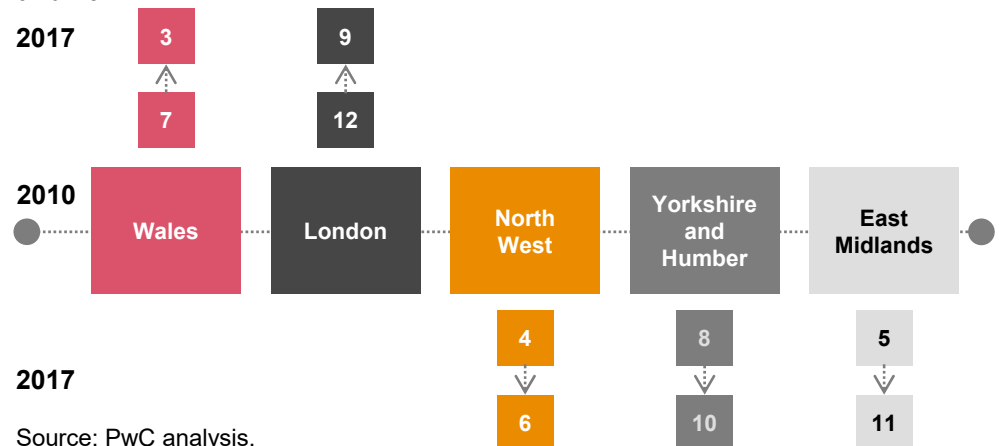 2017
3
9
7
12
2010
Wales
London
North
West
Yorkshire
and
Humber
East
Midlands
4
8
5
2017
6
10
11
Source: PwC analysis.